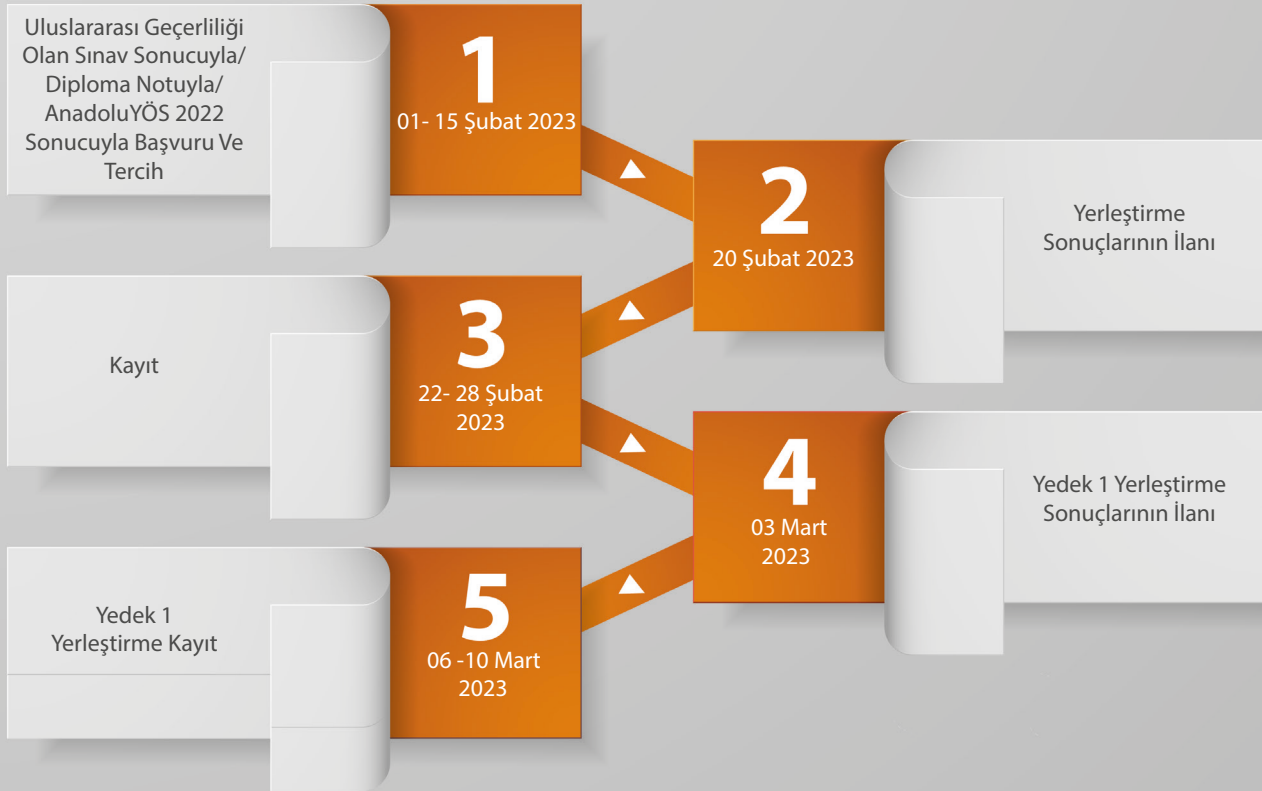 Uluslararası Geçerliliği
Olan Sınav Sonucuyla/
Diploma Notuyla/
AnadoluYÖS 2022
Sonucuyla Başvuru Ve
Tercih
1
01- 15 Şubat 2023
2
20 Şubat 2023
Yerleştirme
Sonuçlarının İlanı
Kayıt
3
22- 28 Şubat
2023
4
03 Mart
2023
Yedek 1 Yerleştirme
Sonuçlarının İlanı
Yedek 1
Yerleştirme Kayıt
5
06 -10 Mart
2023